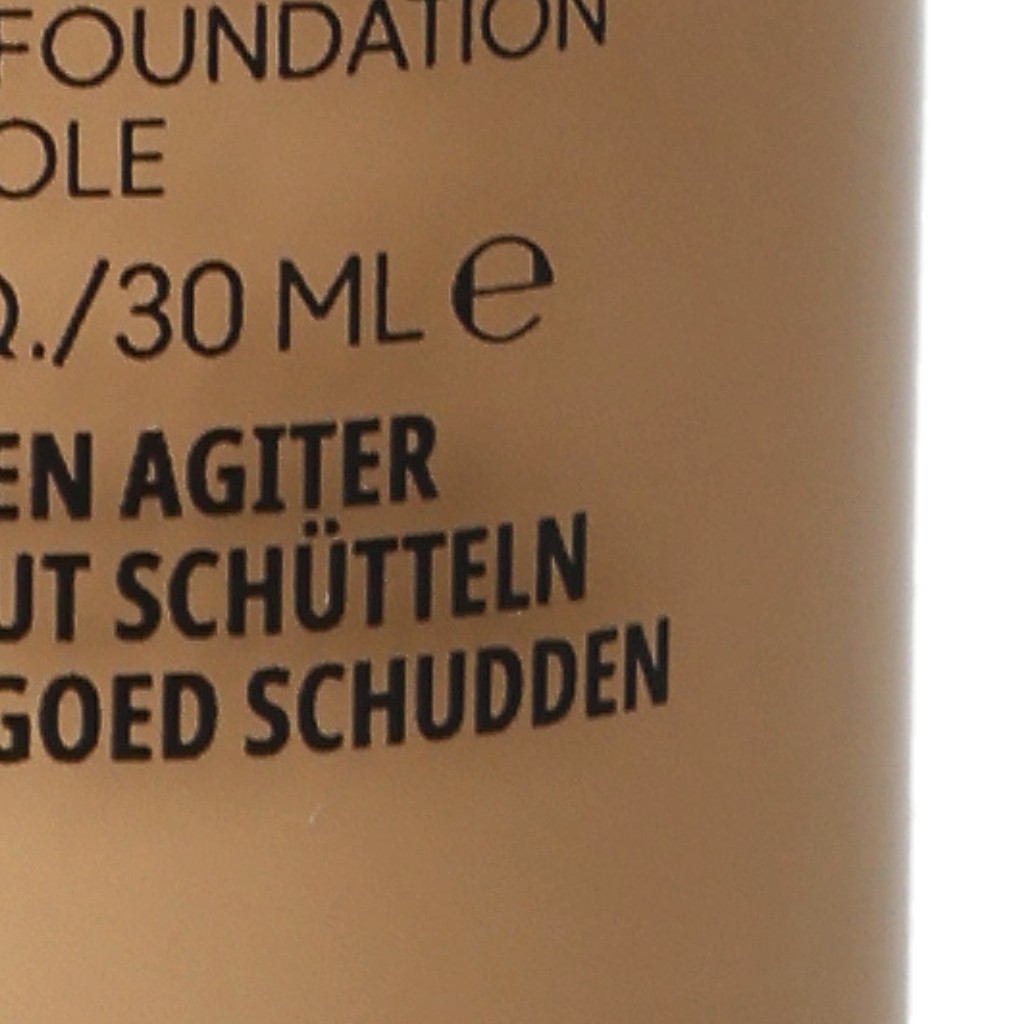 FOUNDATION
OLE
Q./30 ML e
EN AGITER
UT SCHÜTTELN
GOED SCHUDDEN